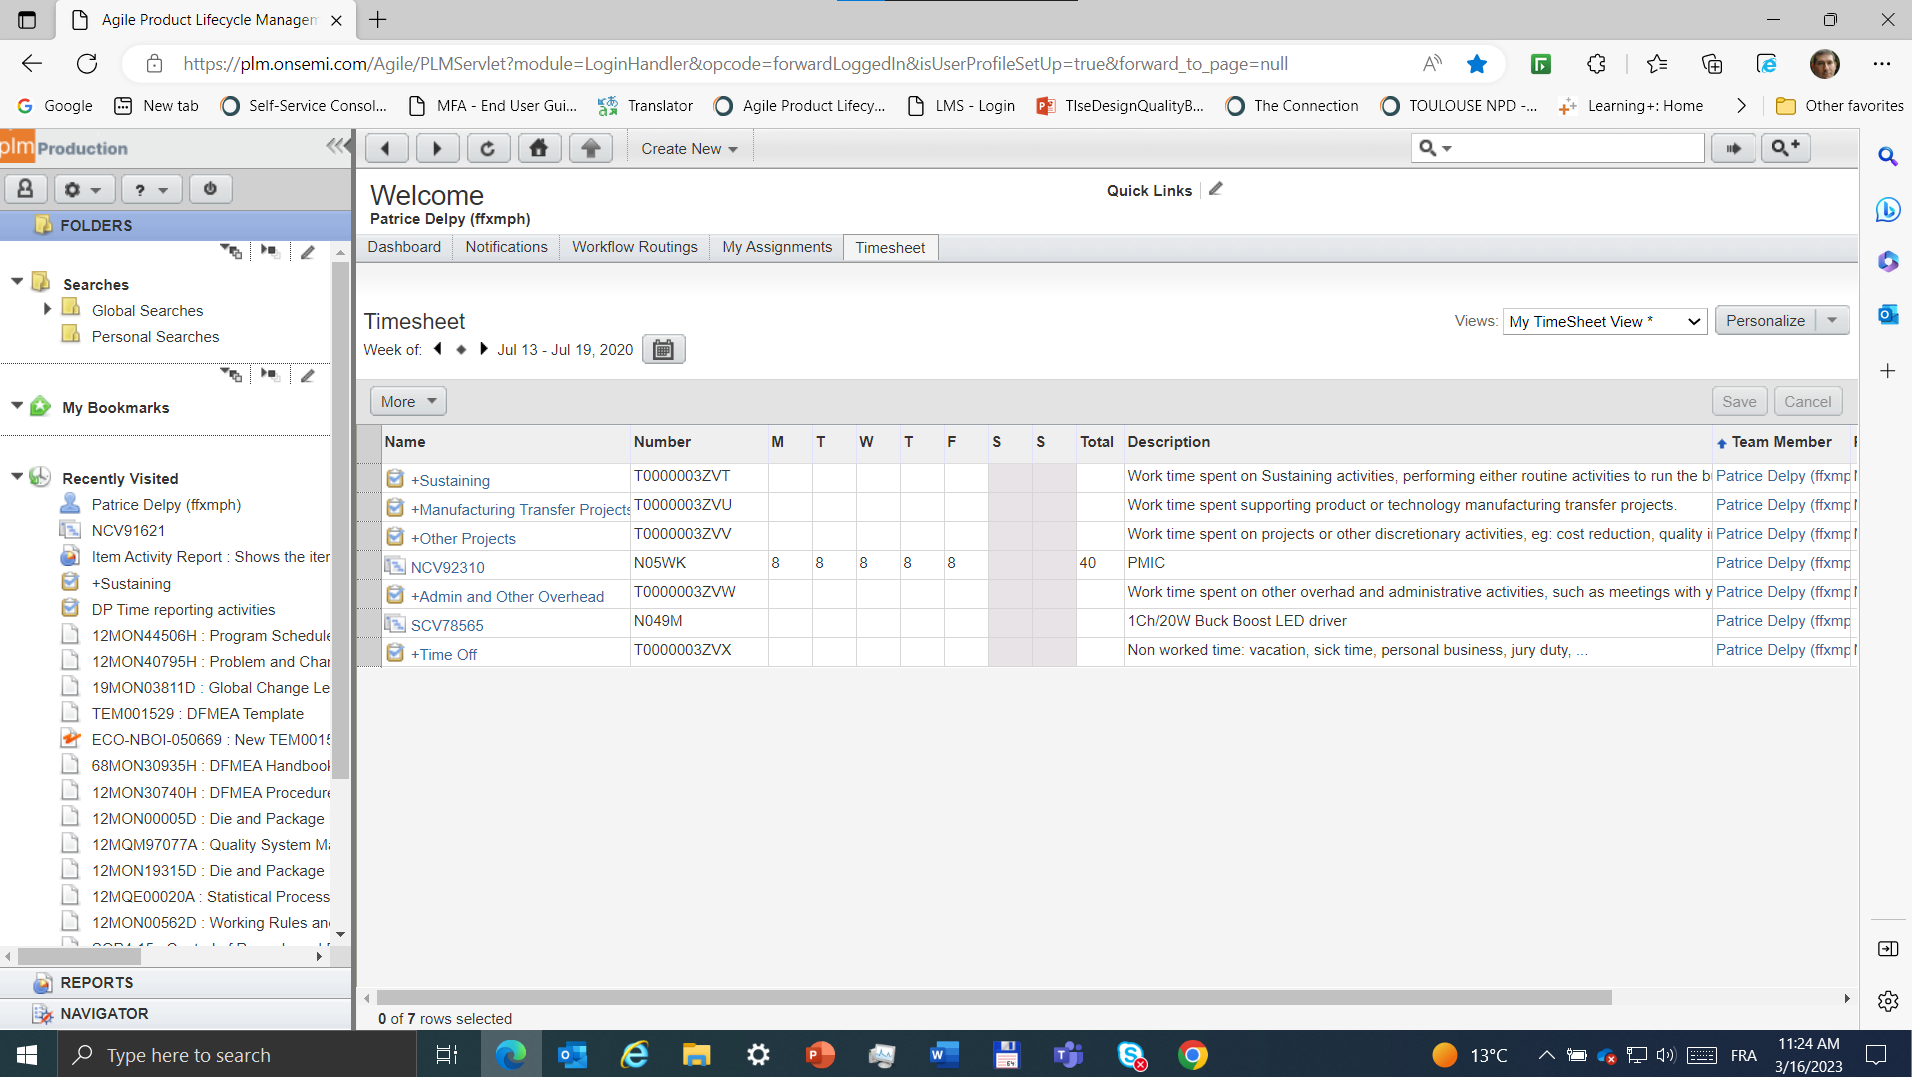 Agile Product Lifecycle Managem
https://plm.onsemi.com/Agile/PLMServlet?module=LoginHandler&opcode=forwardLoggedIn&isUserProfileSetUp=true&forward_to_page=null
Google New tab Self-Service Consol... MFA - End User Gui... Translator Agile Product Lifecy... LMS - Login TIseDesignQualityB... The Connection TOULOUSE NPD -... Learning+: Home Other favorites
plm Production
Create New
FOLDERS
Searches
Global Searches
Personal Searches
My Bookmarks
Recently Visited
Patrice Delpy (ffxmph)
NCV91621
Item Activity Report : Shows the iter
+Sustaining
DP Time reporting activities
12MON44506H : Program Schedule
12MON40795H : Problem and Char
19MON03811D : Global Change Le
TEM001529 : DFMEA Template
ECO-NBOI-050669 : New TEM0015
68MON30935H : DFMEA Handbook
12MON30740H : DFMEA Procedure
12MON00005D : Die and Package
12MQM97077A : Quality System Ma
12MON19315D : Die and Package
12MQE00020A : Statistical Process
12MON00562D : Working Rules and
REPORTS
NAVIGATOR
Welcome
Patrice Delpy (ffxmph)
Quick Links
Dashboard Notifications Workflow Routings My Assignments Timesheet
Timesheet
Views: My TimeSheet View * Personalize
Week of: Jul 13 - Jul 19, 2020
More Save Cancel
Name Number M T W T F S S Total Description Team Member
+Sustaining T0000003ZVT Work time spent on Sustaining activities, performing either routine activities to run the b Patrice Delpy (ffxmp
+Manufacturing Transfer Projects T0000003ZVU Work time spent supporting product or technology manufacturing transfer projects. Patrice Delpy (ffxmp
+Other Projects T0000003ZVV Work time spent on projects or other discretionary activities, eg: cost reduction, quality i Patrice Delpy (ffxmp
NCV92310 N05WK 8 8 8 8 8 40 PMIC Patrice Delpy (ffxmp
+Admin and Other Overhead T0000003ZVW Work time spent on other overhad and administrative activities, such as meetings with y Patrice Delpy (ffxmp
SCV78565 N049M 1Ch/20W Buck Boost LED driver Patrice Delpy (ffxmp
+Time Off T0000003ZVX Non worked time: vacation, sick time, personal business, jury duty, ... Patrice Delpy (ffxmp
0 of 7 rows selected
Type here to search
13°C
FRA
11:24 AM
3/16/2023